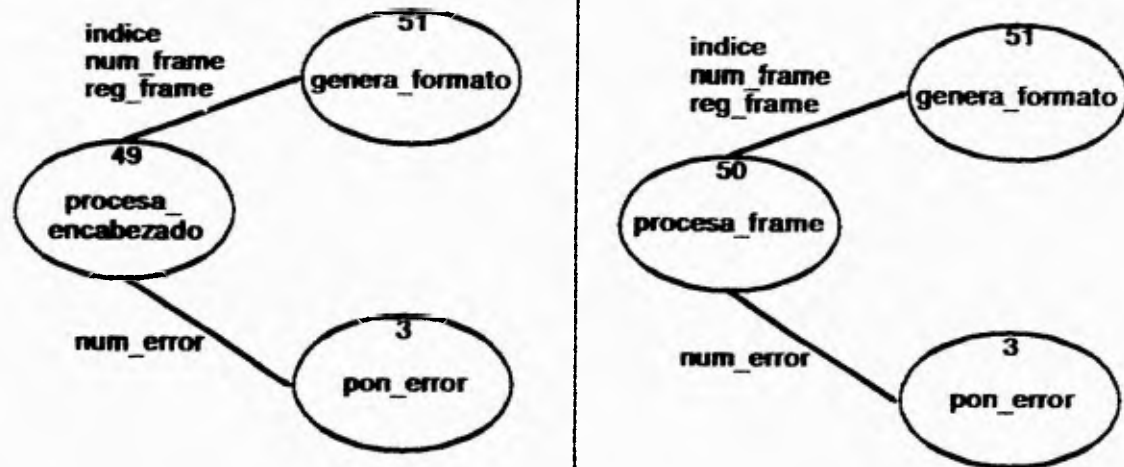 indice
num_frame
reg_frame
51
genera_formato
49
procesa_
encabezado
num_error
3
pon_error
indice
num_frame
reg_frame
51
genera_formato
50
procesa_frame
num_error
3
pon_error